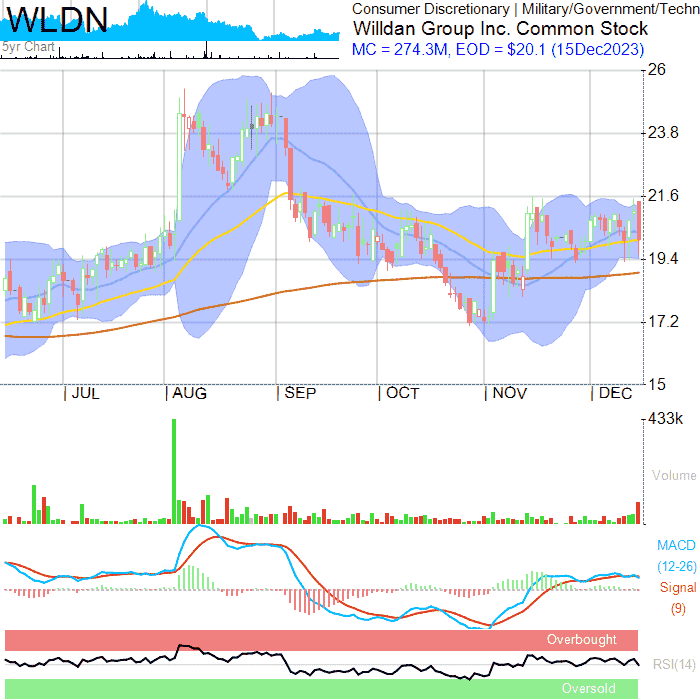 WLDN
5yr Chart
Consumer Discretionary | Military/Government/Techn
Willdan Group Inc. Common Stock
MC = 274.3M, EOD = $20.1 (15Dec2023)
26
23.8
21.6
19.4
17.2
15
JUL
AUG
SEP
OCT
NOV
DEC
433k
Volume
MACD
(12-26)
Signal
(9)
Overbought
RSI(14)
Oversold